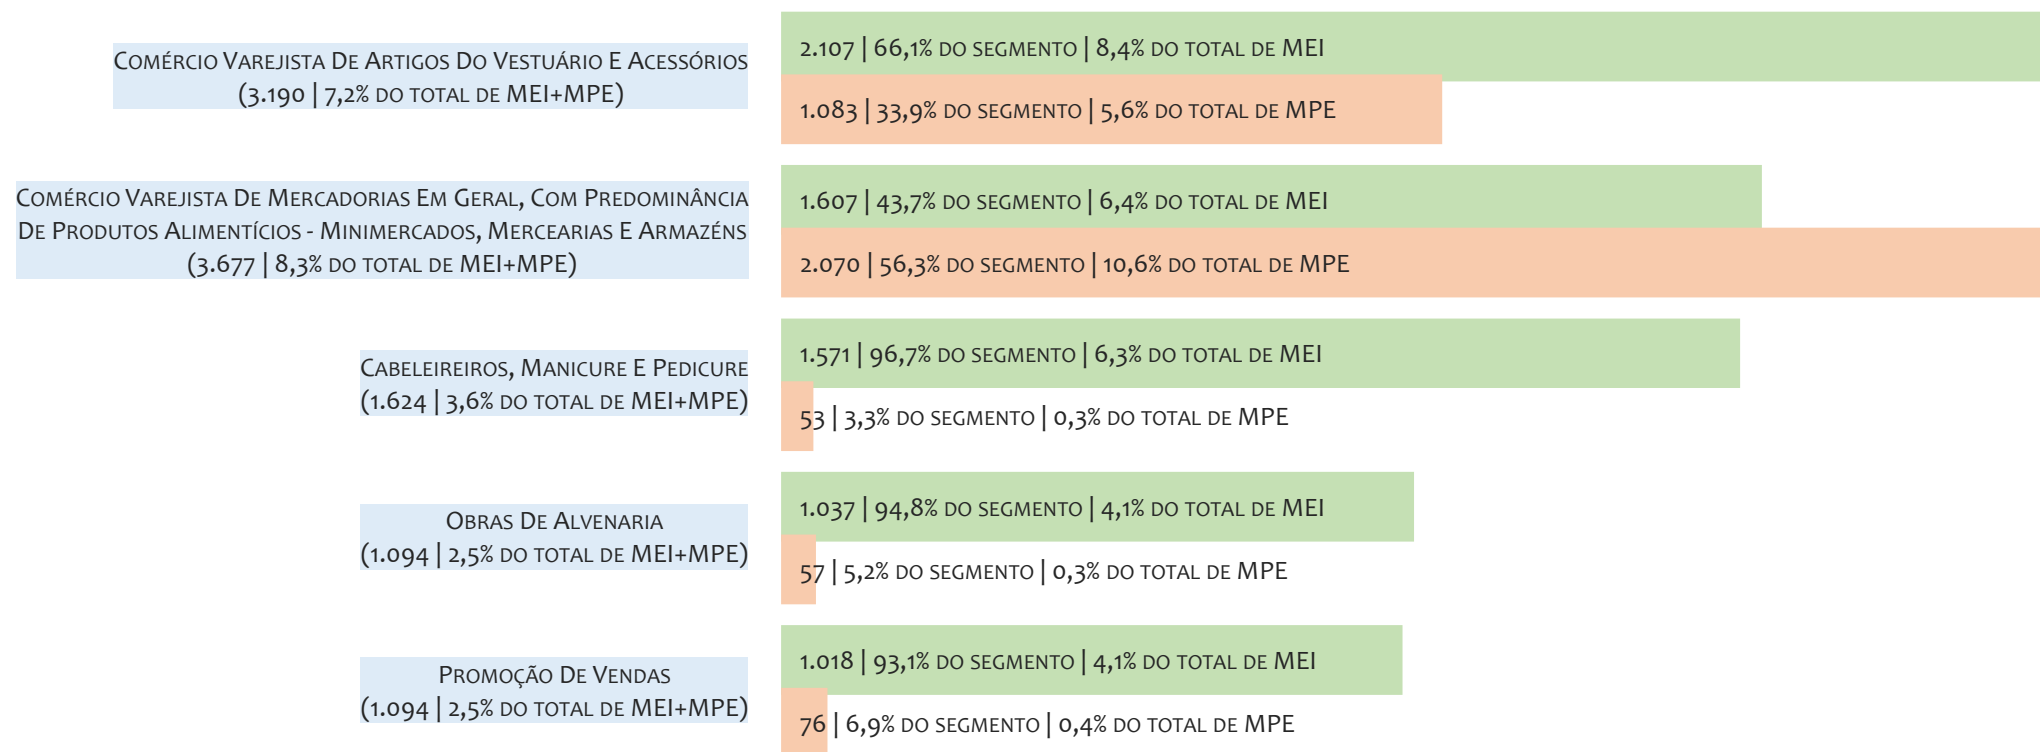 Comércio Varejista De Artigos Do Vestuário E Acessórios
(3.190 | 7,2% do total de MEI+MPE)
2.107 | 66,1% do segmento | 8,4% do total de MEI
1.083 | 33,9% do segmento | 5,6% do total de MPE
Comércio Varejista De Mercadorias Em Geral, Com Predominância
De Produtos Alimentícios - Minimercados, Mercearias E Armazéns
(3.677 | 8,3% do total de MEI+MPE)
1.607 | 43,7% do segmento | 6,4% do total de MEI
2.070 | 56,3% do segmento | 10,6% do total de MPE
Cabeleireiros, Manicure E Pedicure
(1.624 | 3,6% do total de MEI+MPE)
1.571 | 96,7% do segmento | 6,3% do total de MEI
53 | 3,3% do segmento | 0,3% do total de MPE
Obras De Alvenaria
(1.094 | 2,5% do total de MEI+MPE)
1.037 | 94,8% do segmento | 4,1% do total de MEI
57 | 5,2% do segmento | 0,3% do total de MPE
Promoção De Vendas
(1.094 | 2,5% do total de MEI+MPE)
1.018 | 93,1% do segmento | 4,1% do total de MEI
76 | 6,9% do segmento | 0,4% do total de MPE